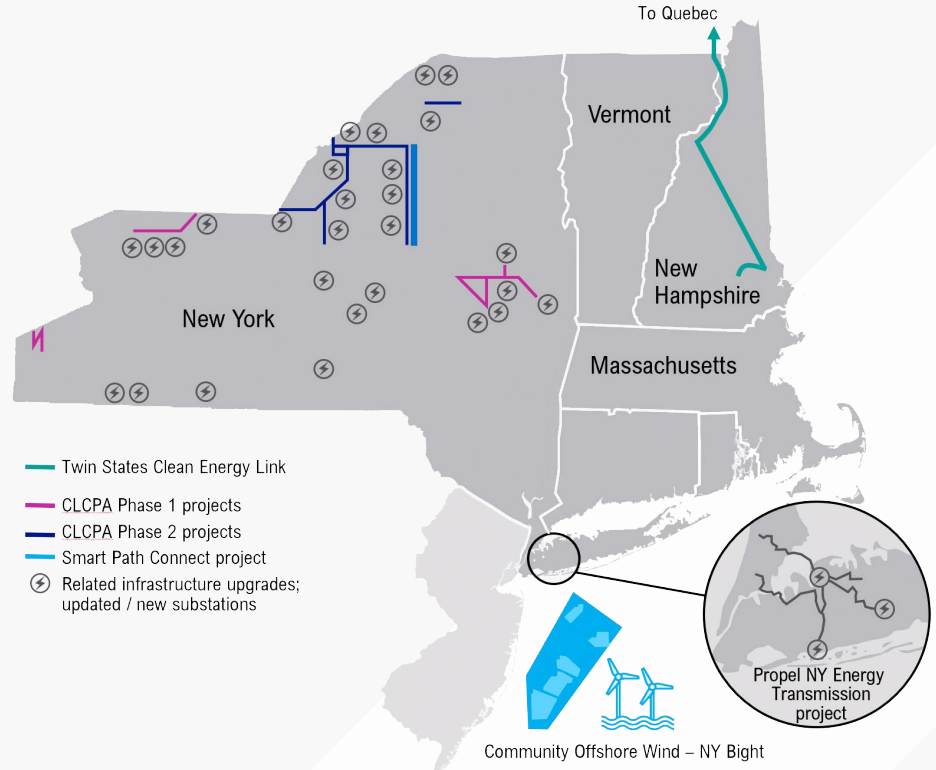 To Quebec
Vermont
New
Hampshire
New York
Massachusetts
Twin States Clean Energy Link
CLCPA Phase 1 projects
CLCPA Phase 2 projects
Smart Path Connect project
Related infrastructure upgrades;
updated / new substations
Propel NY Energy
Transmission
project
Community Offshore Wind – NY Bight